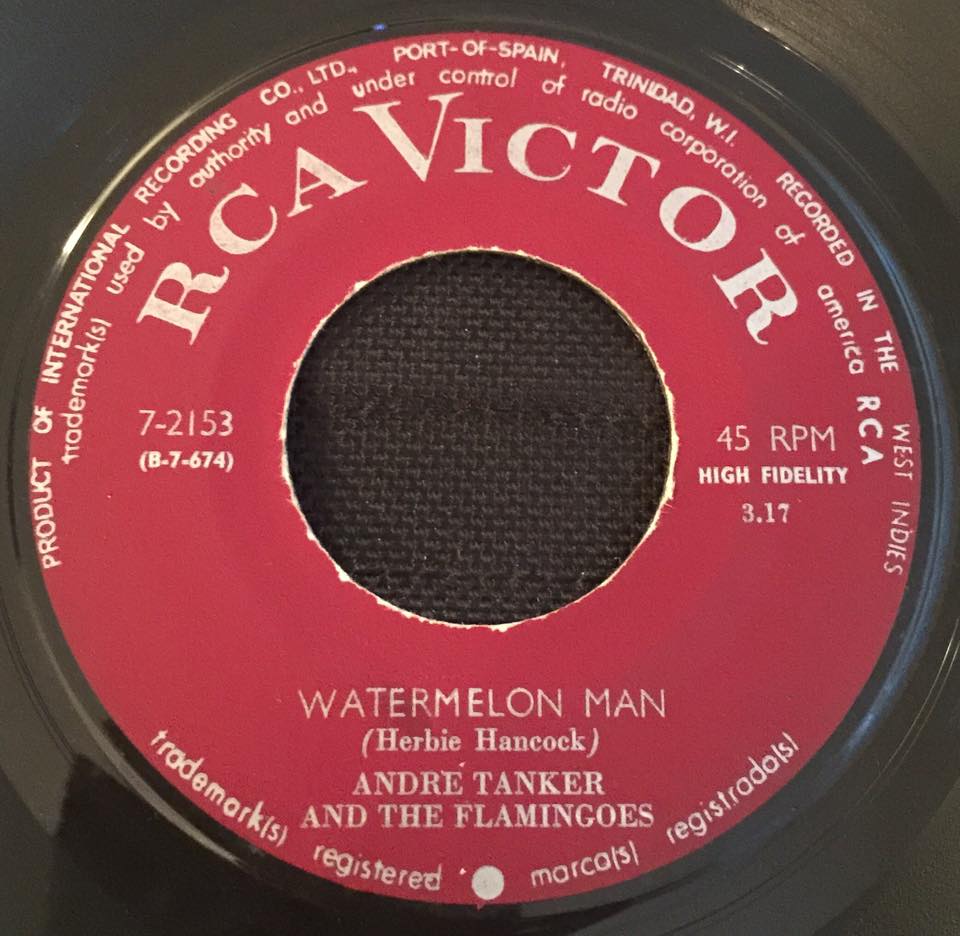 PRODUCT OF INTERNATIONAL RECORDING CO., LTD., PORT-OF-SPAIN, TRINIDAD, W.I. RECORDED IN THE WEST INDIES
trademark(s) used by authority and under control of radio corporation of america RCA
RCA VICTOR
7-2153
(B-7-674)
45 RPM
HIGH FIDELITY
3.17
WATERMELON MAN
(Herbie Hancock)
ANDRE TANKER
AND THE FLAMINGOES
trademark(s) registered • marca(s) registrada(s)